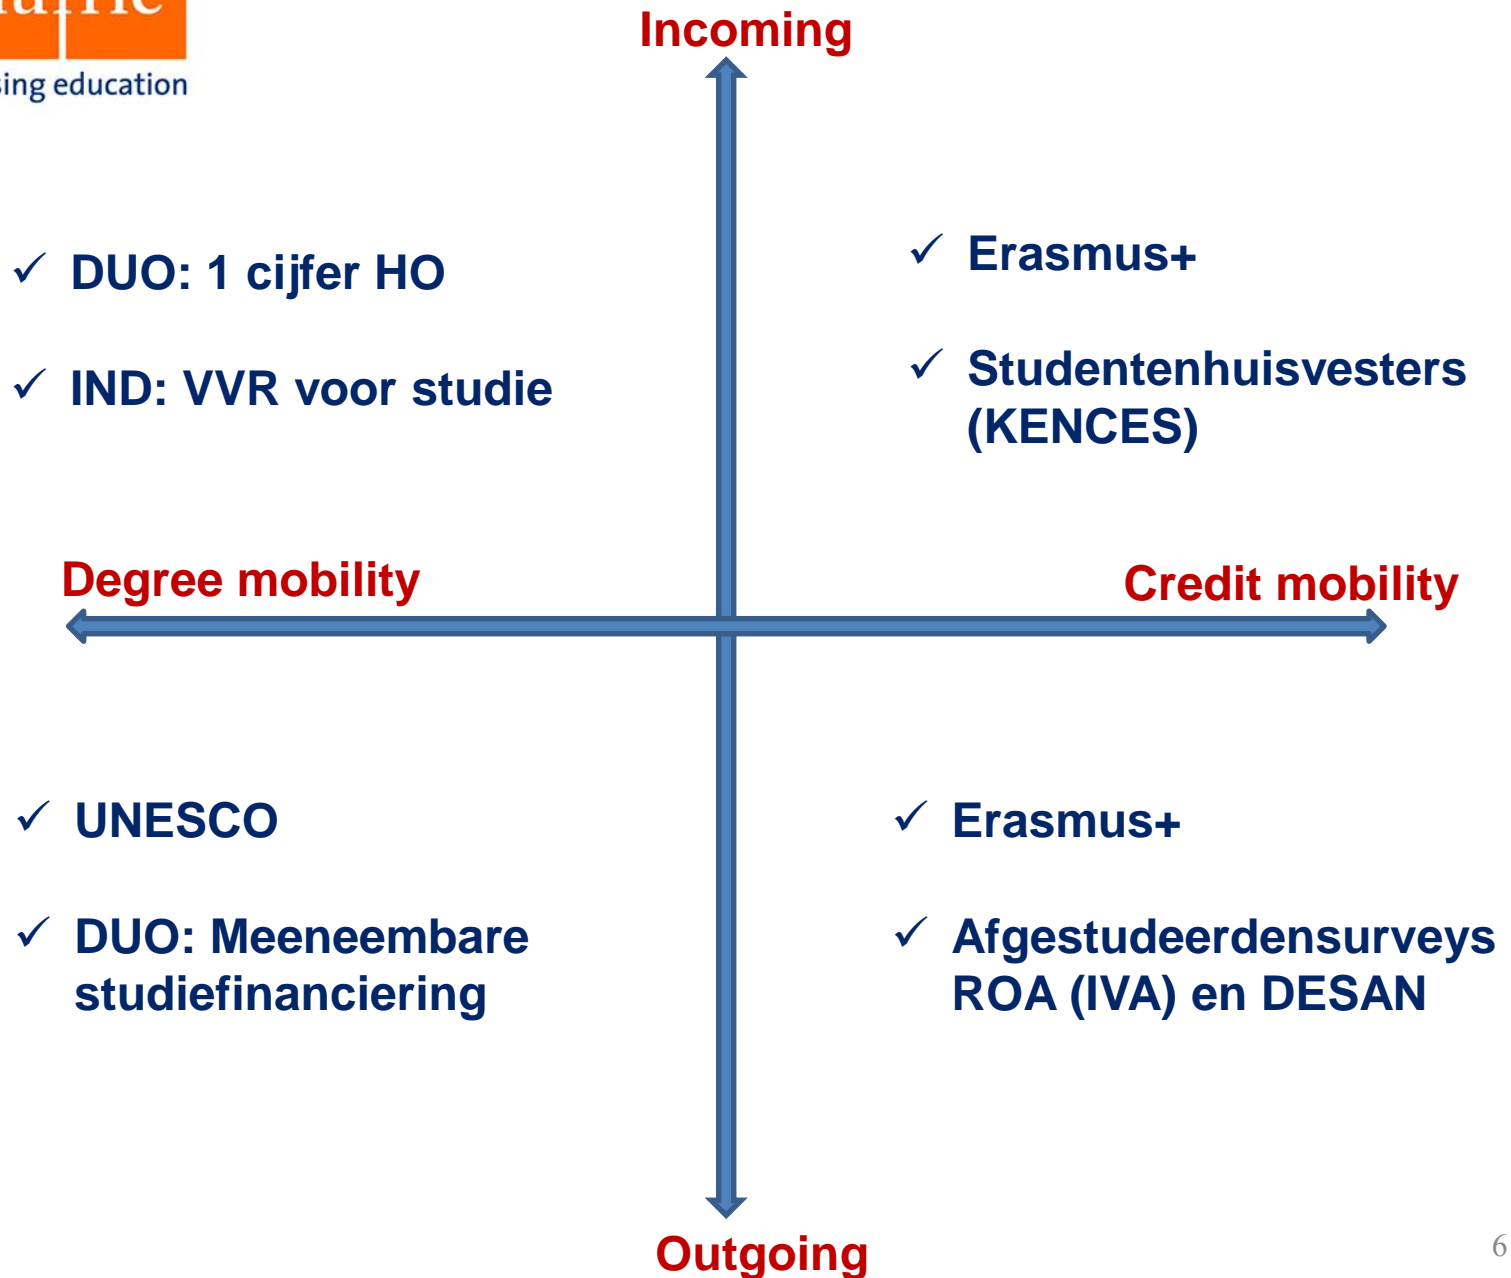 education
Incoming
✓ DUO: 1 cijfer HO
✓ IND: VVR voor studie
✓ Erasmus+
✓ Studentenhuisvesters
(KENCES)
Degree mobility
Credit mobility
✓ UNESCO
✓ DUO: Meeneembare
studiefinanciering
✓ Erasmus+
✓ Afgestudeerdensurveys
ROA (IVA) en DESAN
Outgoing
6